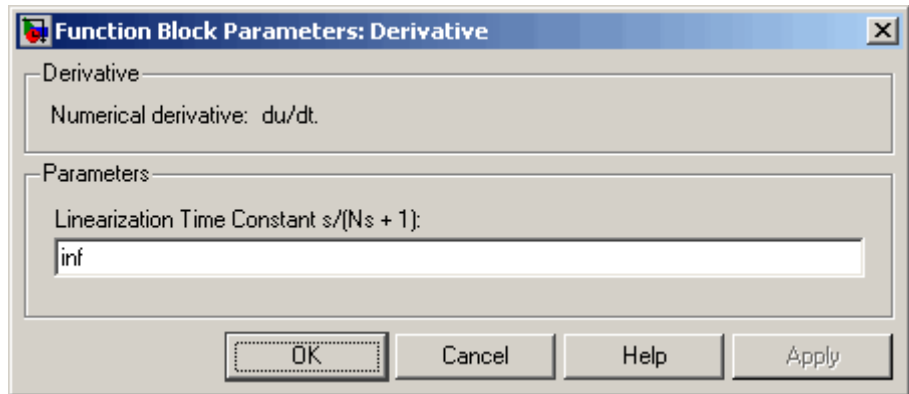 Function Block Parameters: Derivative
Derivative
Numerical derivative: du/dt.
Parameters
Linearization Time Constant s/(Ns + 1):
inf
OK Cancel Help Apply